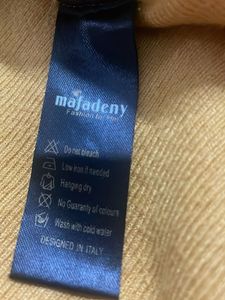 mafadeny
Fashion for you
Do not bleach
Low iron if needed
Hanging dry
No Guaranty of colours
Wash with cold water
DESIGNED IN ITALY